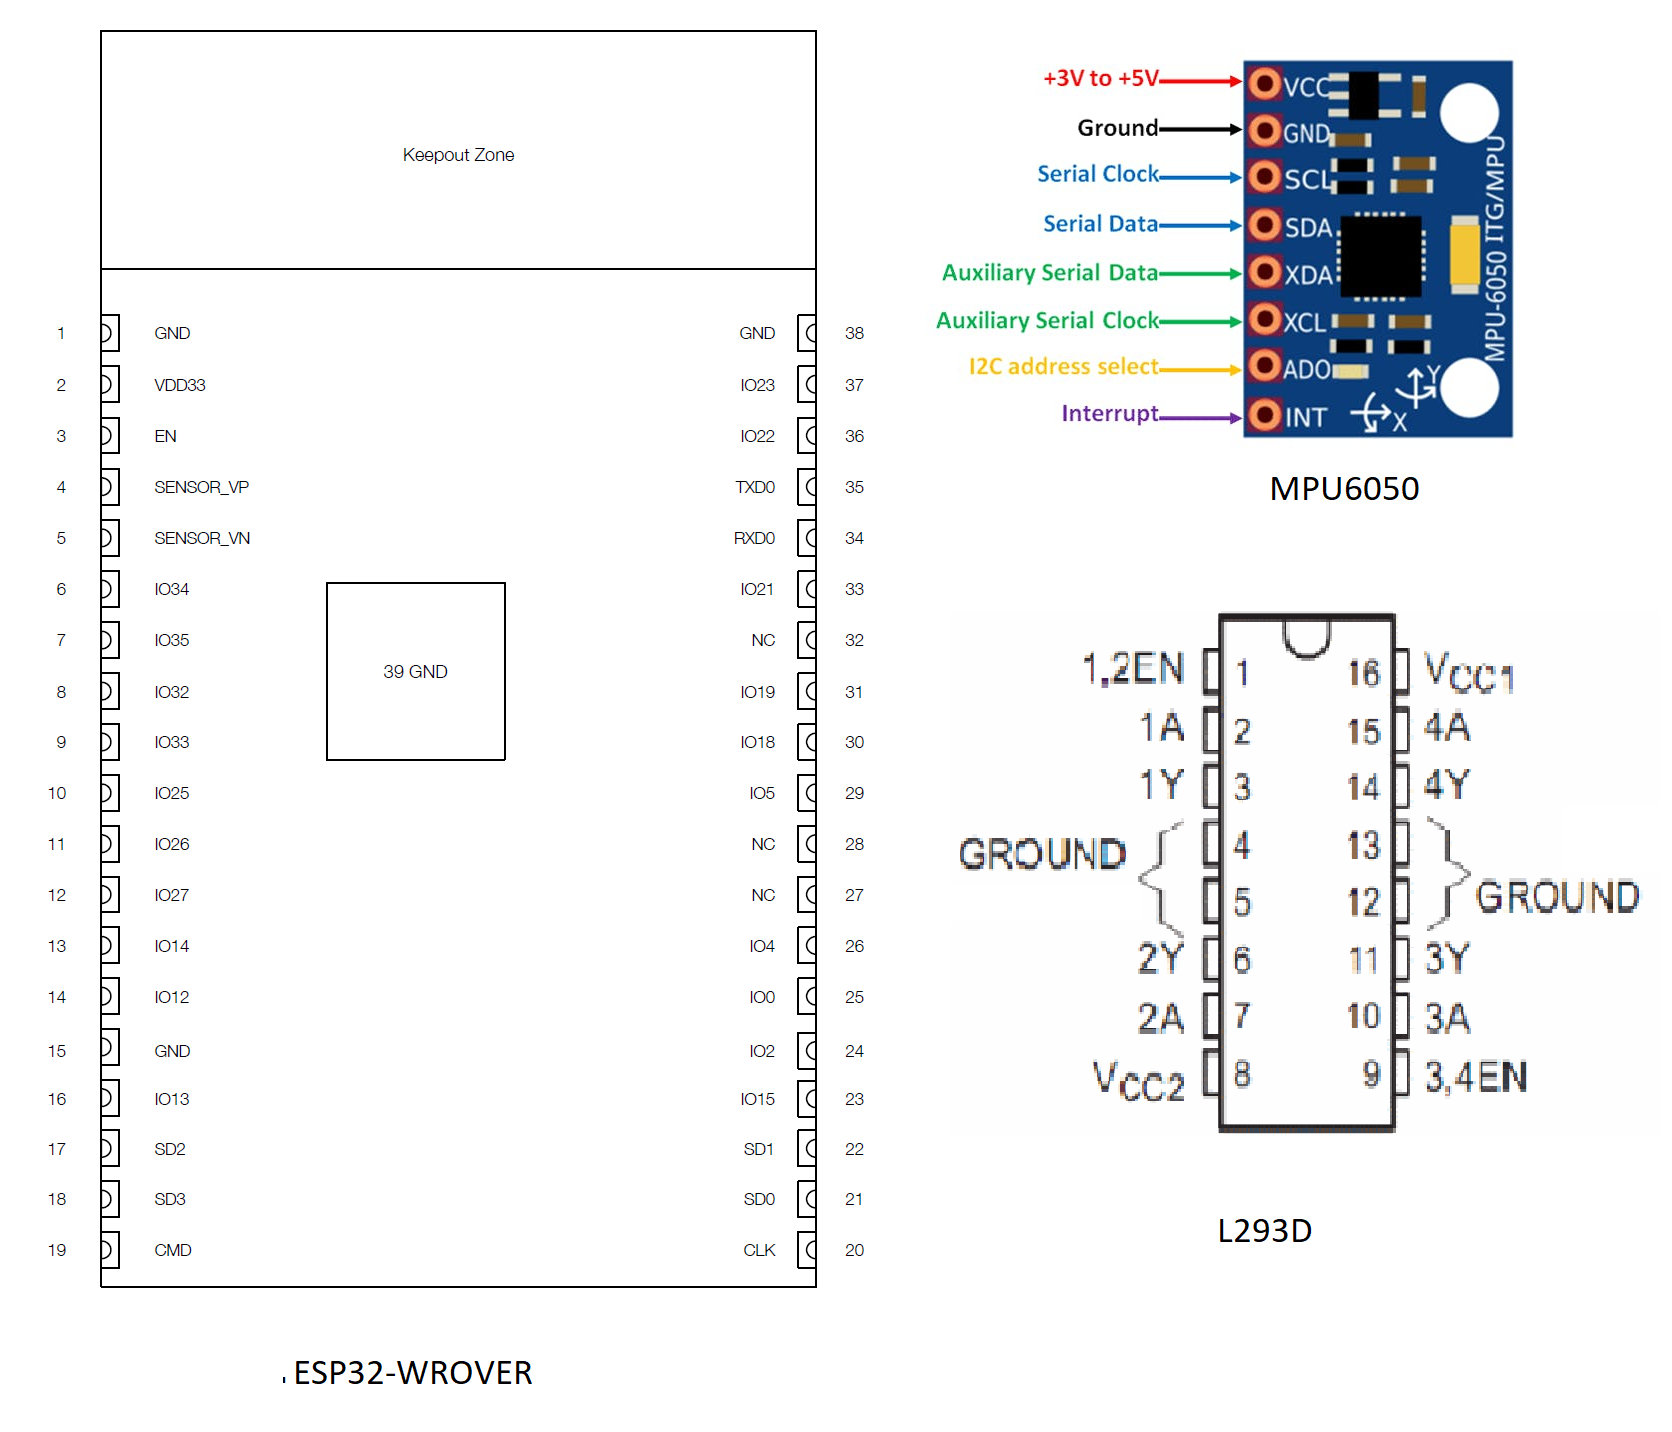 Keepout Zone
1 GND GND 38
2 VDD33 IO23 37
3 EN IO22 36
4 SENSOR_VP TXD0 35
5 SENSOR_VN RXD0 34
6 IO34 IO21 33
7 IO35 NC 32
39 GND
8 IO32 IO19 31
9 IO33 IO18 30
10 IO25 IO5 29
11 IO26 NC 28
12 IO27 NC 27
13 IO14 IO4 26
14 IO12 IO0 25
15 GND IO2 24
16 IO13 IO15 23
17 SD2 SD1 22
18 SD3 SD0 21
19 CMD CLK 20
ESP32-WROVER
+3V to +5V VCC
Ground GND
Serial Clock SCL
Serial Data SDA
Auxiliary Serial Data XDA
Auxiliary Serial Clock XCL
I2C address select ADO
Interrupt INT
MPU-6050 ITG/MPU
Y
X
MPU6050
1,2EN 1 16 VCC1
1A 2 15 4A
1Y 3 14 4Y
GROUND 4 13 GROUND
5 12
2Y 6 11 3Y
2A 7 10 3A
VCC2 8 9 3,4EN
L293D